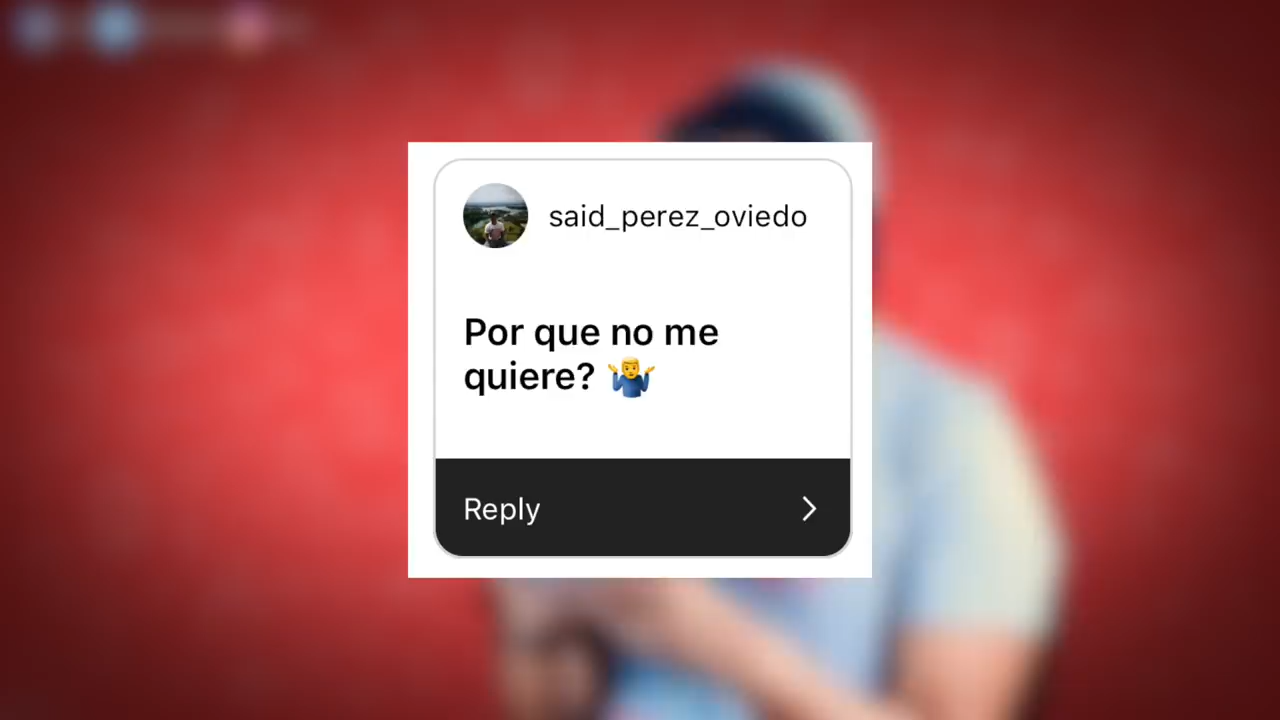 said_perez_oviedo
Por que no me
quiere? 🤷‍♂️
Reply